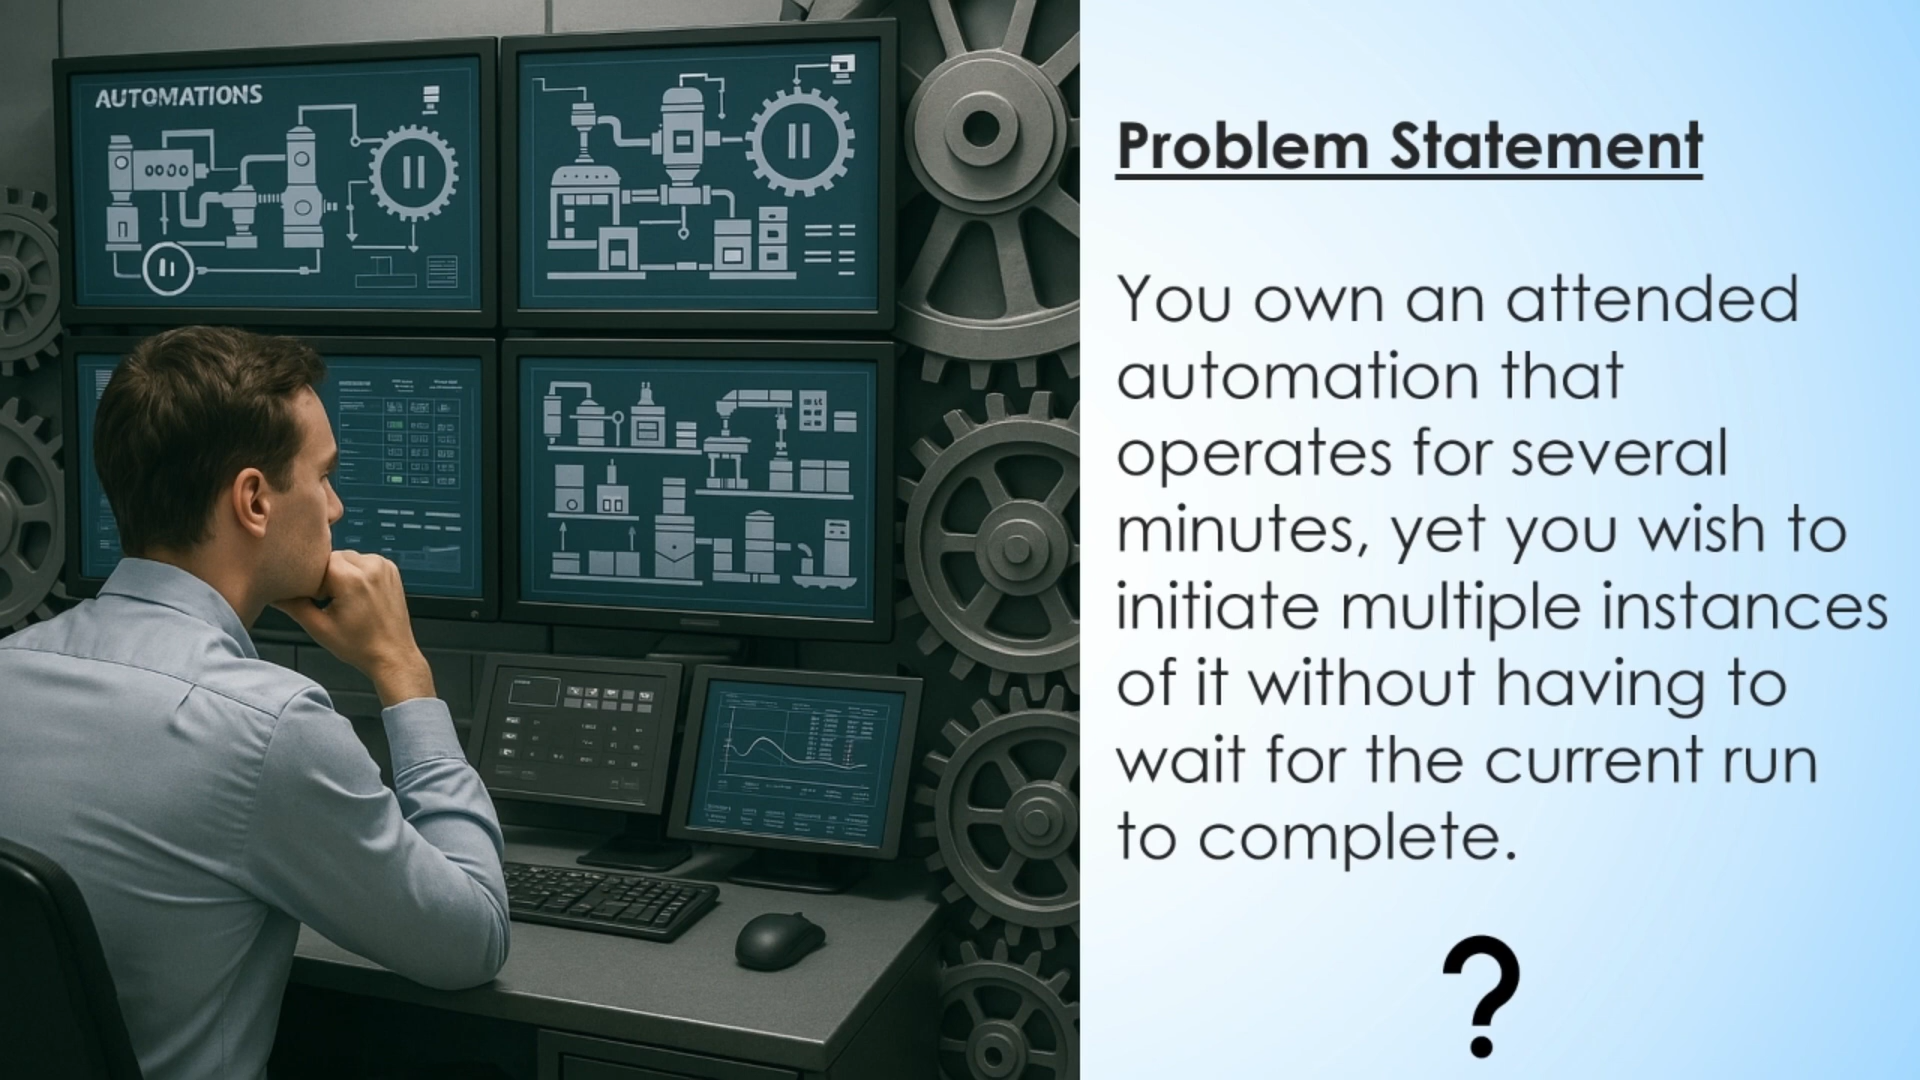 AUTOMATIONS
Problem Statement
You own an attended
automation that
operates for several
minutes, yet you wish to
initiate multiple instances
of it without having to
wait for the current run
to complete.
?